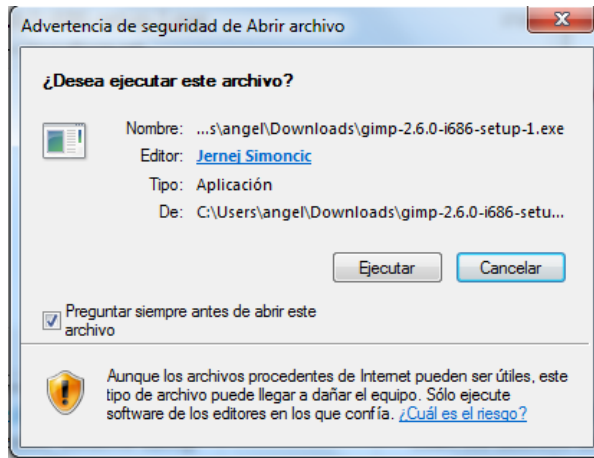 Advertencia de seguridad de Abrir archivo
¿Desea ejecutar este archivo?
Nombre: ...s\angel\Downloads\gimp-2.6.0-i686-setup-1.exe
Editor: Jernej Simoncic
Tipo: Aplicación
De: C:\Users\angel\Downloads\gimp-2.6.0-i686-setu...
Ejecutar Cancelar
Preguntar siempre antes de abrir este
archivo
Aunque los archivos procedentes de Internet pueden ser útiles, este
tipo de archivo puede llegar a dañar el equipo. Sólo ejecute
software de los editores en los que confía. ¿Cuál es el riesgo?